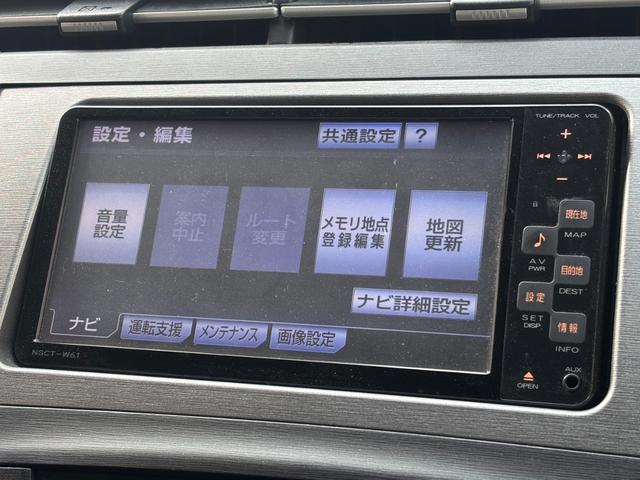 設定・編集
共通設定
?
音量
設定
案内
中止
ルート
変更
メモリ地点
登録編集
地図
更新
ナビ詳細設定
ナビ
運転支援
メンテナンス
画像設定
NSCT-W61
TUNE/TRACK VOL
現在地
MAP
AV
PWR
目的地
DEST
設定
SET
DISP
情報
INFO
OPEN
AUX